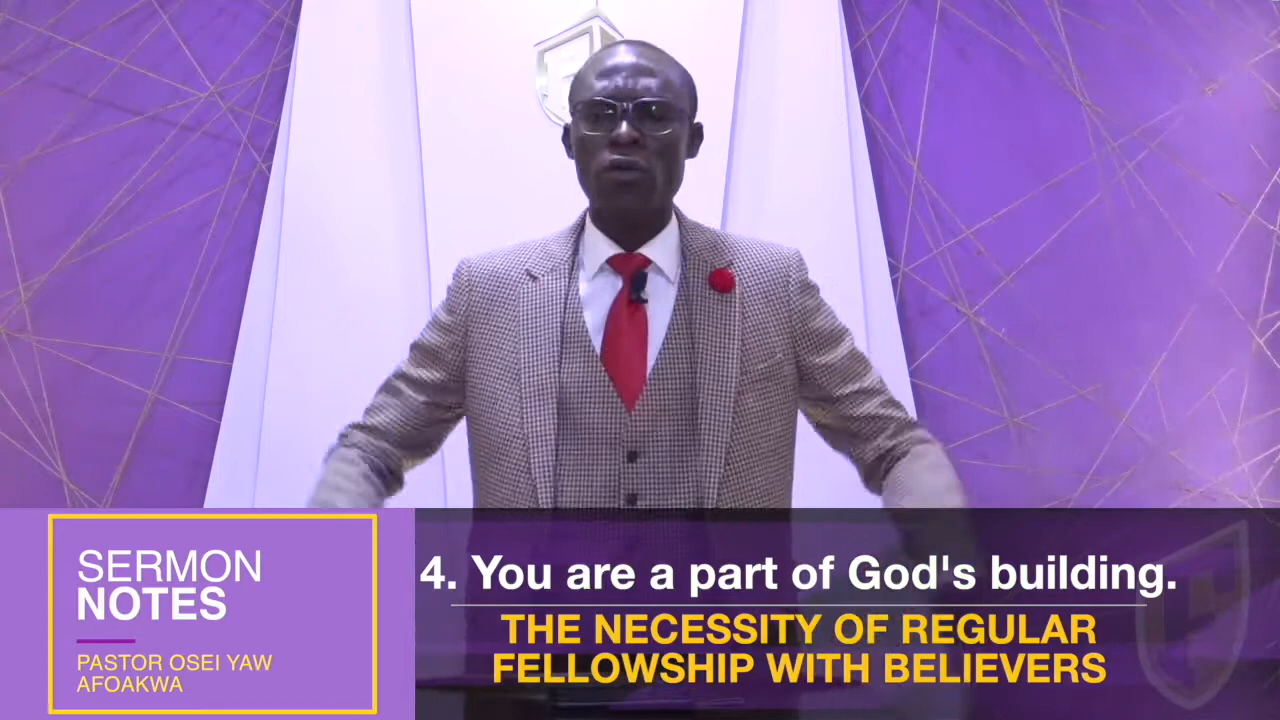 SERMON
NOTES
PASTOR OSEI YAW
AFOAKWA
4. You are a part of God's building.
THE NECESSITY OF REGULAR
FELLOWSHIP WITH BELIEVERS